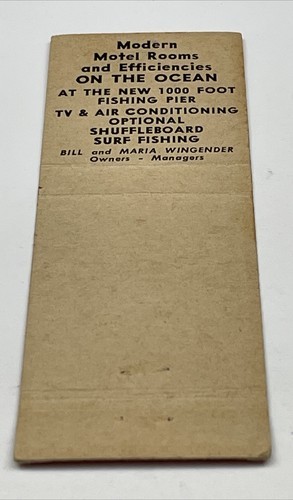 Modern
Motel Rooms
and Efficiencies
ON THE OCEAN
AT THE NEW 1000 FOOT
FISHING PIER
TV & AIR CONDITIONING
OPTIONAL
SHUFFLEBOARD
SURF FISHING
BILL and MARIA WINGENDER
Owners - Managers